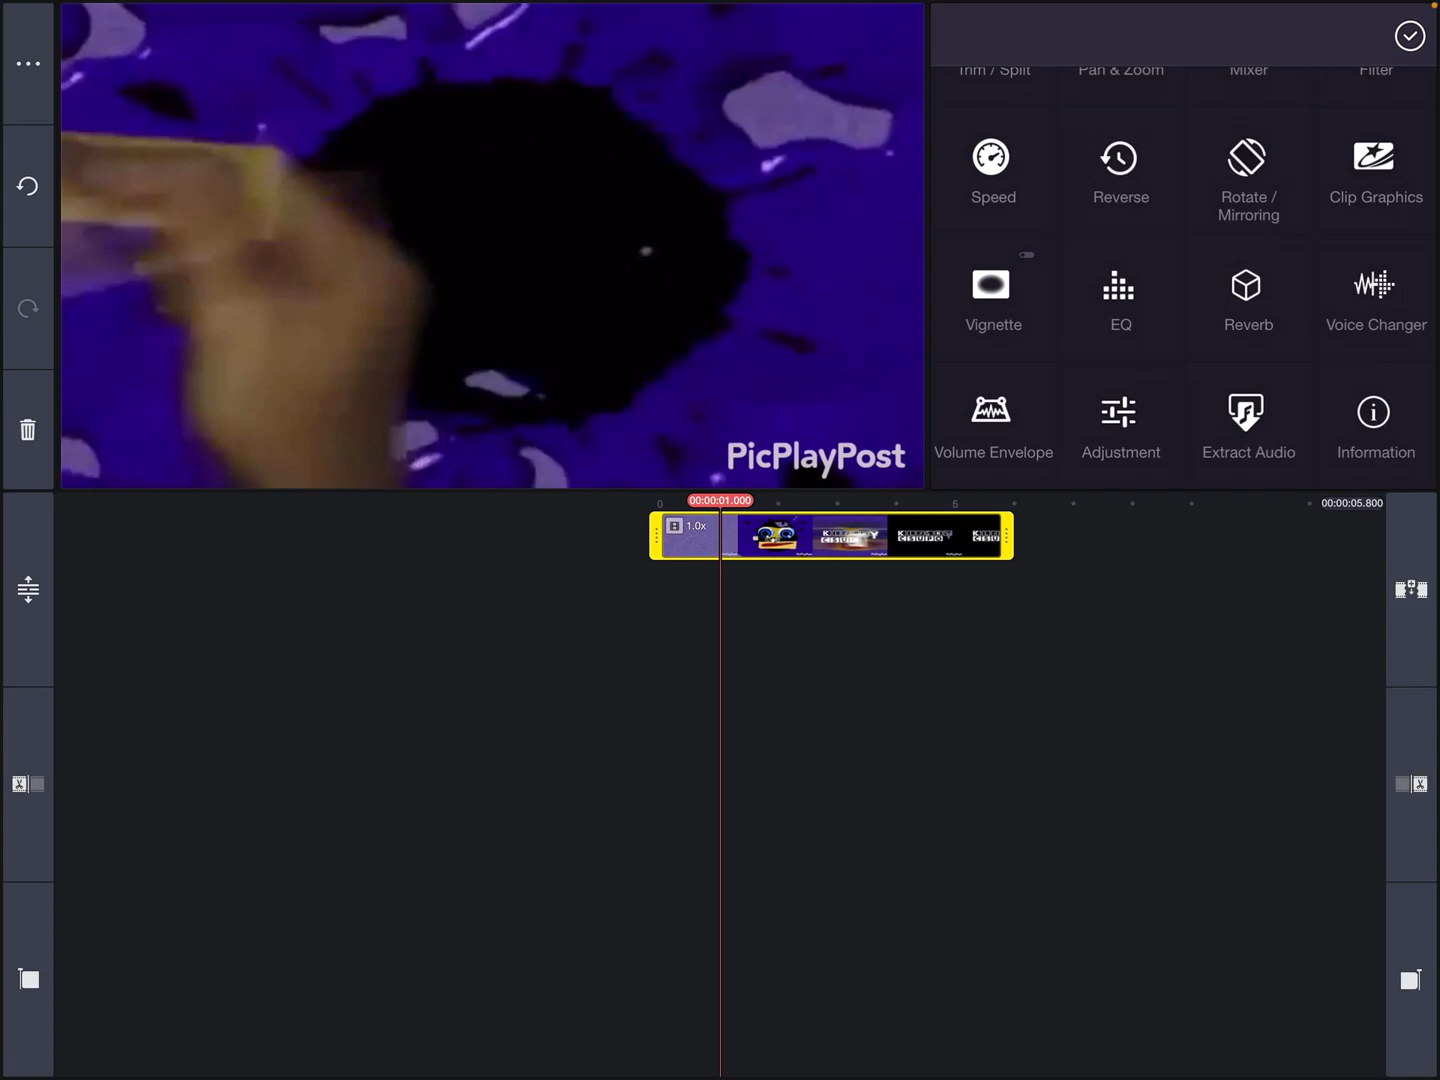 Trim / Split
Pan & Zoom
Mixer
Filter
Speed
Reverse
Rotate /
Mirroring
Clip Graphics
Vignette
EQ
Reverb
Voice Changer
Volume Envelope
Adjustment
Extract Audio
Information
PicPlayPost
0
00:00:01.000
5
00:00:05.800
1.0x